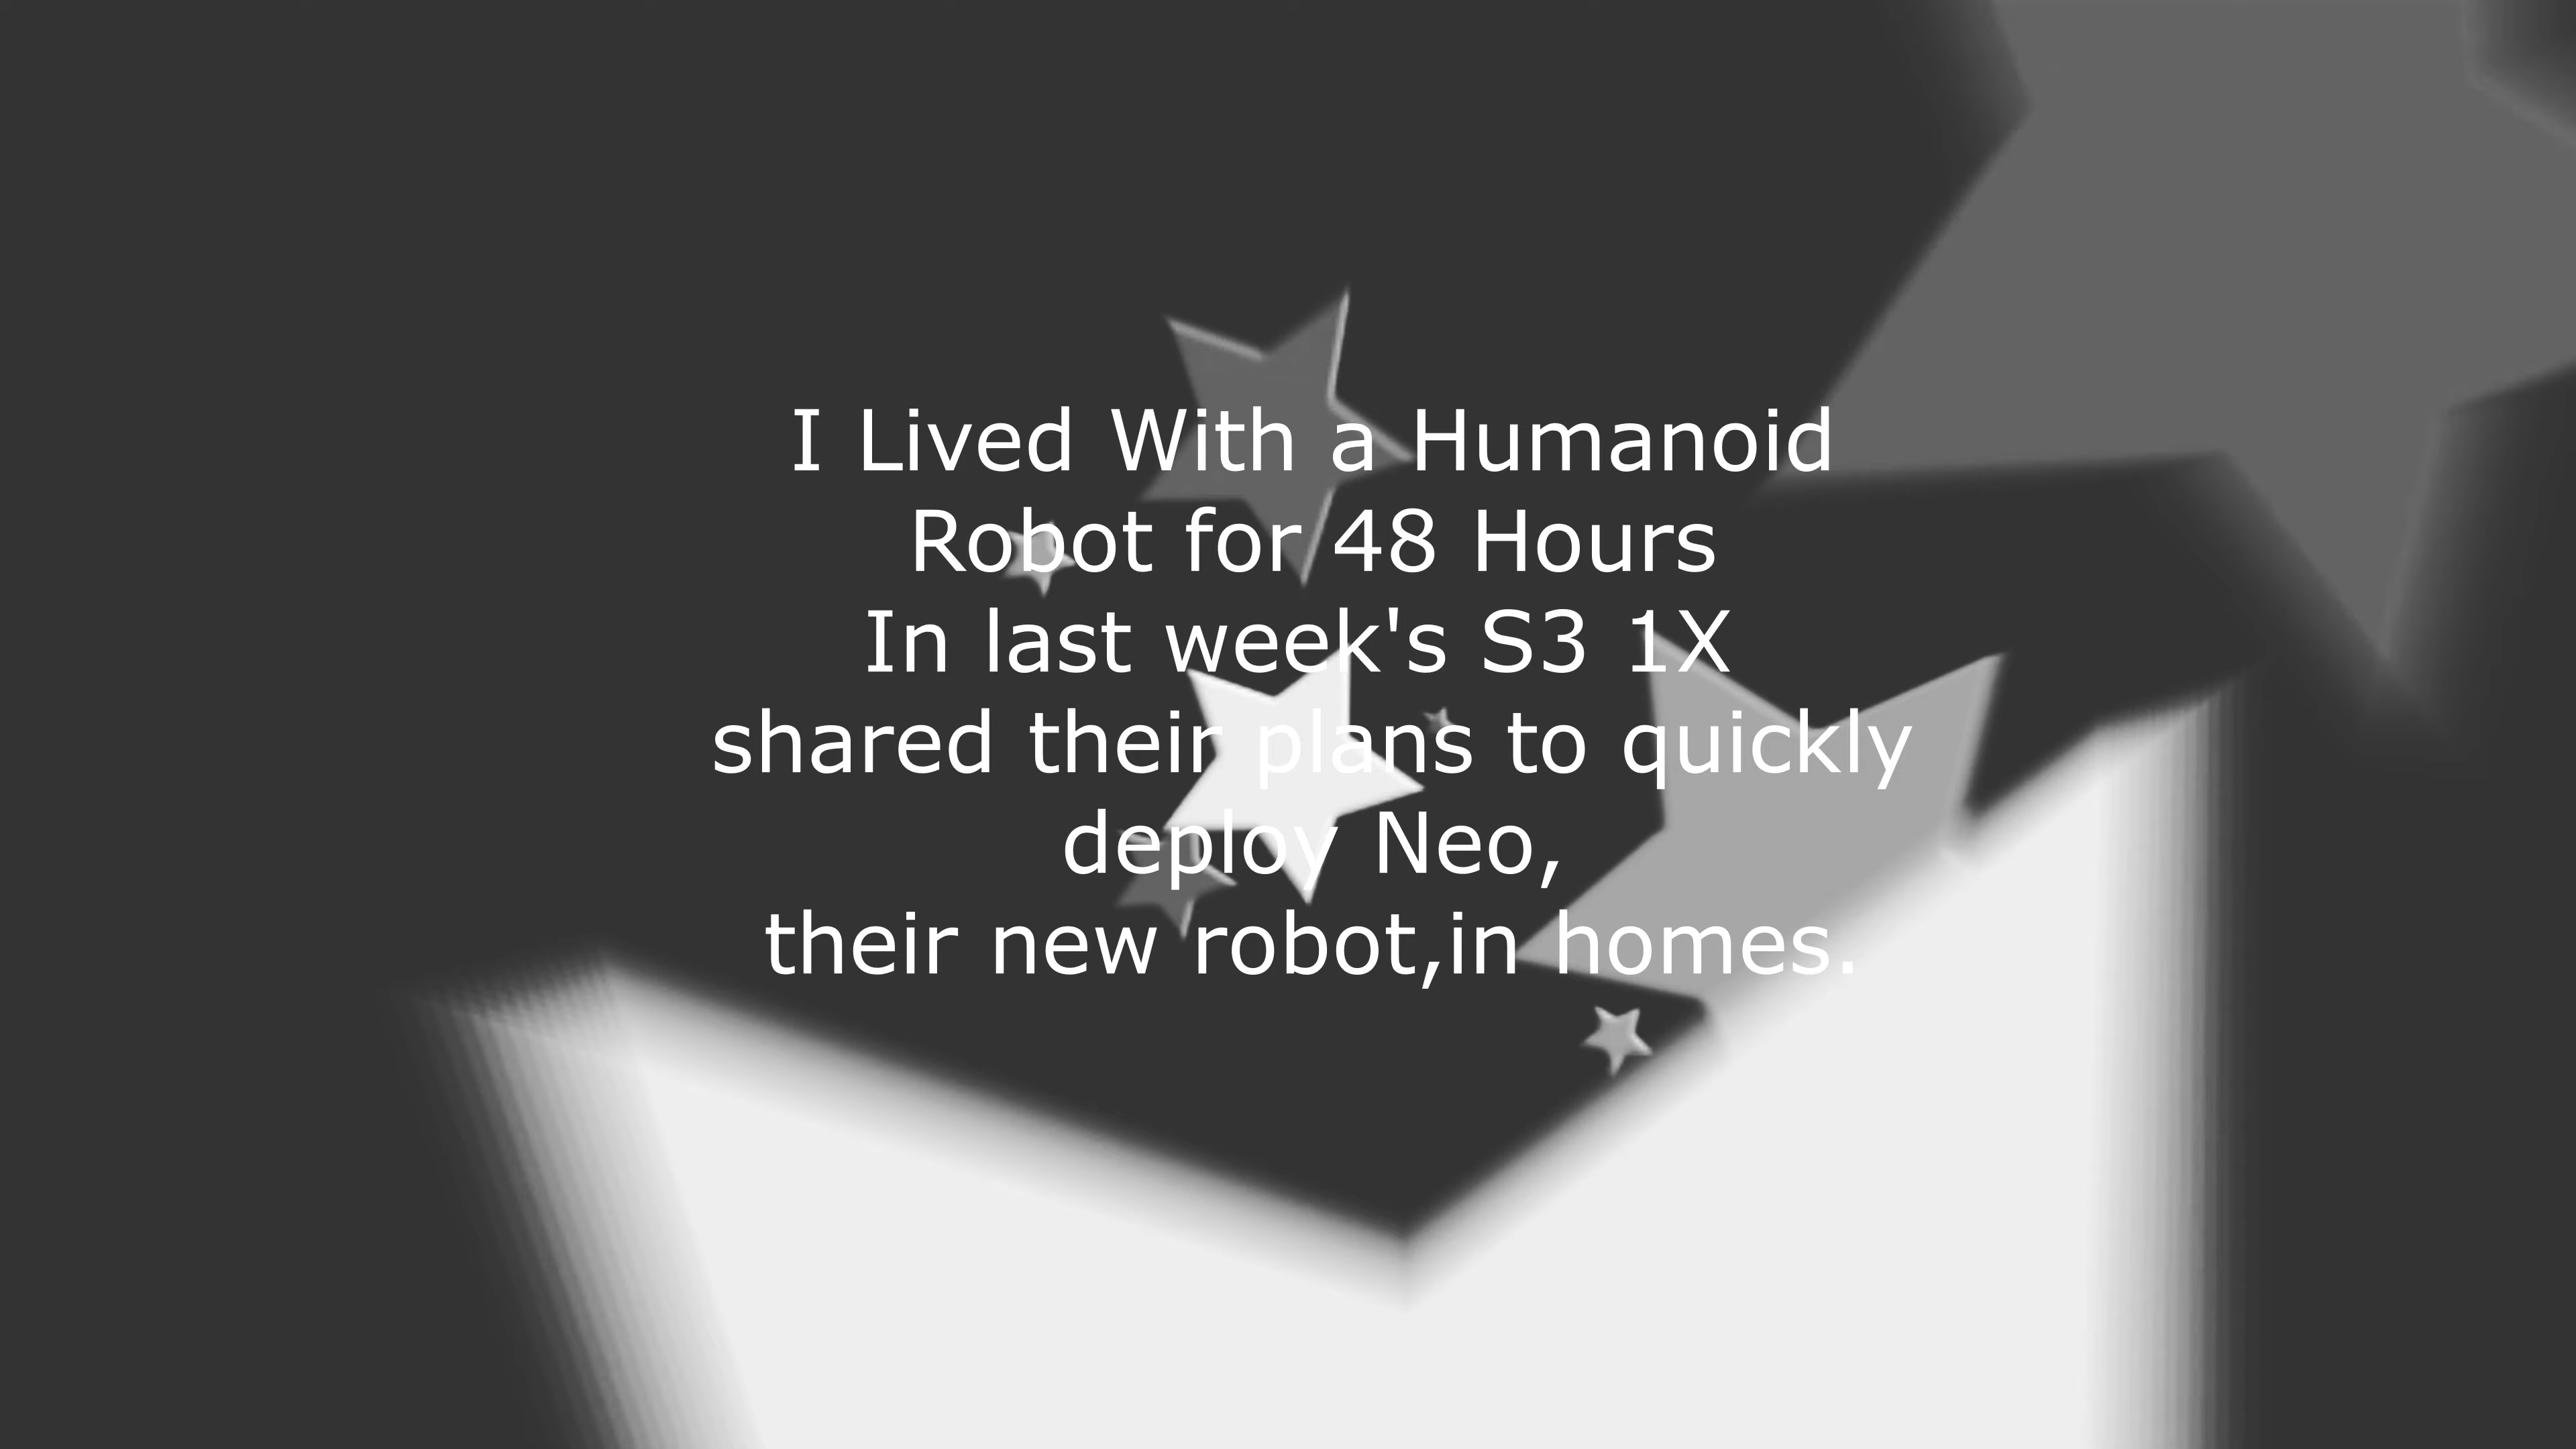 I Lived With a Humanoid
Robot for 48 Hours
In last week's S3 1X
shared their plans to quickly
deploy Neo,
their new robot,in homes.